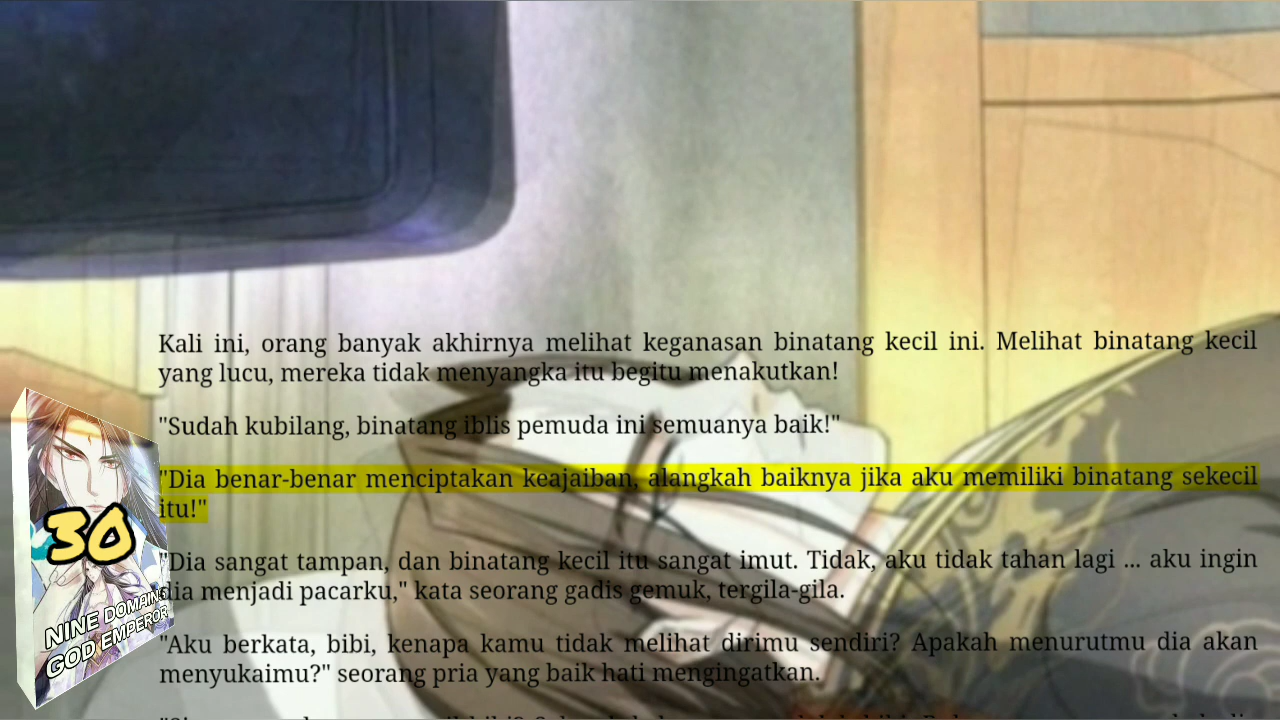 Kali ini, orang banyak akhirnya melihat keganasan binatang kecil ini. Melihat binatang kecil
yang lucu, mereka tidak menyangka itu begitu menakutkan!
"Sudah kubilang, binatang iblis pemuda ini semuanya baik!"
"Dia benar-benar menciptakan keajaiban, alangkah baiknya jika aku memiliki binatang sekecil
itu!"
"Dia sangat tampan, dan binatang kecil itu sangat imut. Tidak, aku tidak tahan lagi ... aku ingin
dia menjadi pacarku," kata seorang gadis gemuk, tergila-gila.
"Aku berkata, bibi, kenapa kamu tidak melihat dirimu sendiri? Apakah menurutmu dia akan
menyukaimu?" seorang pria yang baik hati mengingatkan.
30
NINE DOMAINS
GOD EMPEROR